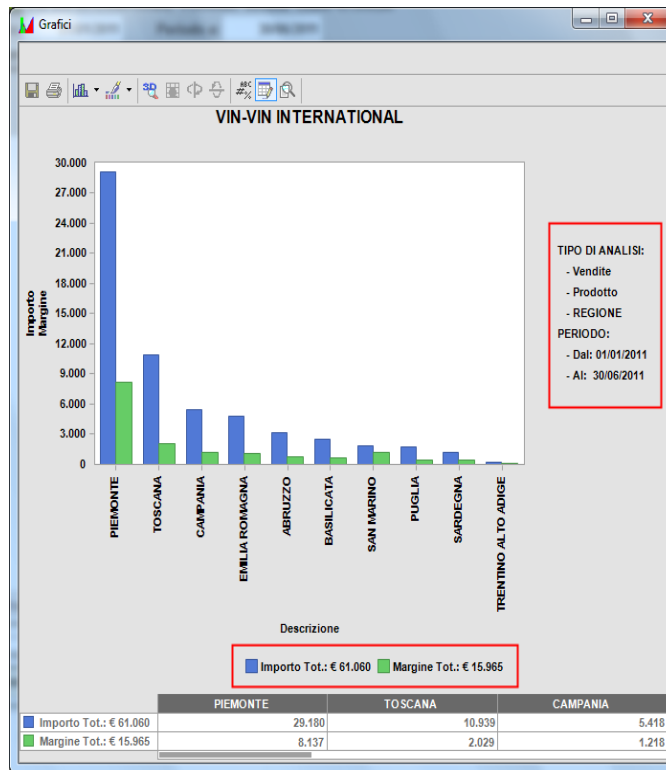 Grafici
VIN-VIN INTERNATIONAL
30.000
27.000
24.000
21.000
18.000
15.000
12.000
9.000
6.000
3.000
0
Importo
Margine
PIEMONTE
TOSCANA
CAMPANIA
EMILIA ROMAGNA
ABRUZZO
BASILICATA
SAN MARINO
PUGLIA
SARDEGNA
TRENTINO ALTO ADIGE
Descrizione
TIPO DI ANALISI:
- Vendite
- Prodotto
- REGIONE
PERIODO:
- Dal: 01/01/2011
- Al: 30/06/2011
Importo Tot.: € 61.060 Margine Tot.: € 15.965
PIEMONTE TOSCANA CAMPANIA
Importo Tot.: € 61.060 29.180 10.939 5.418
Margine Tot.: € 15.965 8.137 2.029 1.218